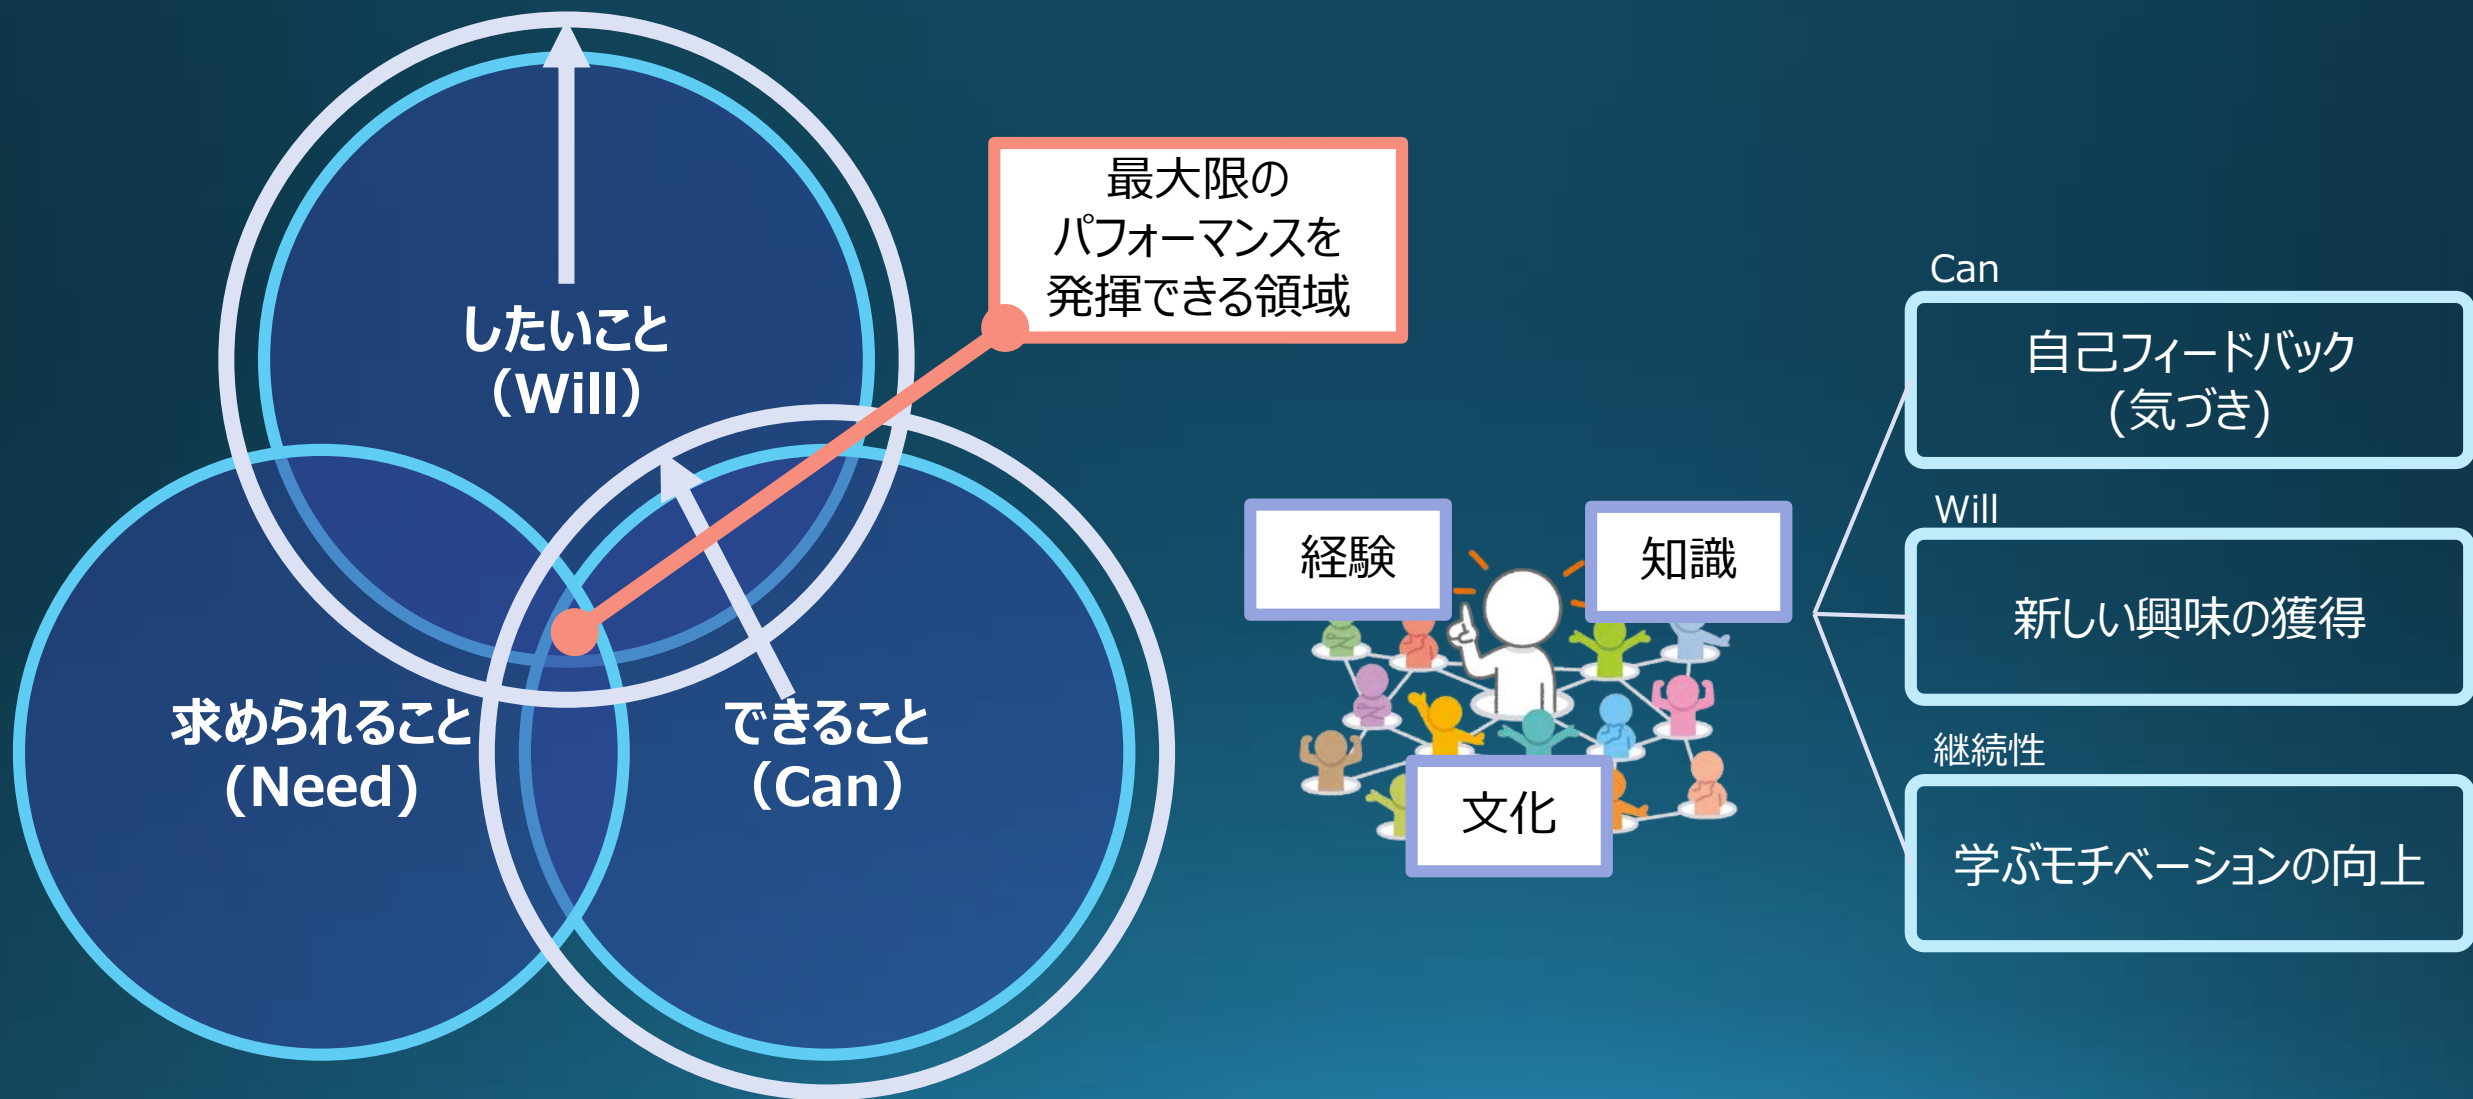 したいこと
（Will）
求められること
(Need)
できること
（Can）
最大限の
パフォーマンスを
発揮できる領域
経験
知識
文化
Can
自己フィードバック
(気づき)
Will
新しい興味の獲得
継続性
学ぶモチベーションの向上